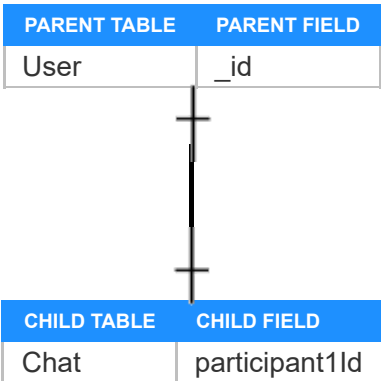 PARENT TABLE PARENT FIELD
User _id
CHILD TABLE CHILD FIELD
Chat participant1Id